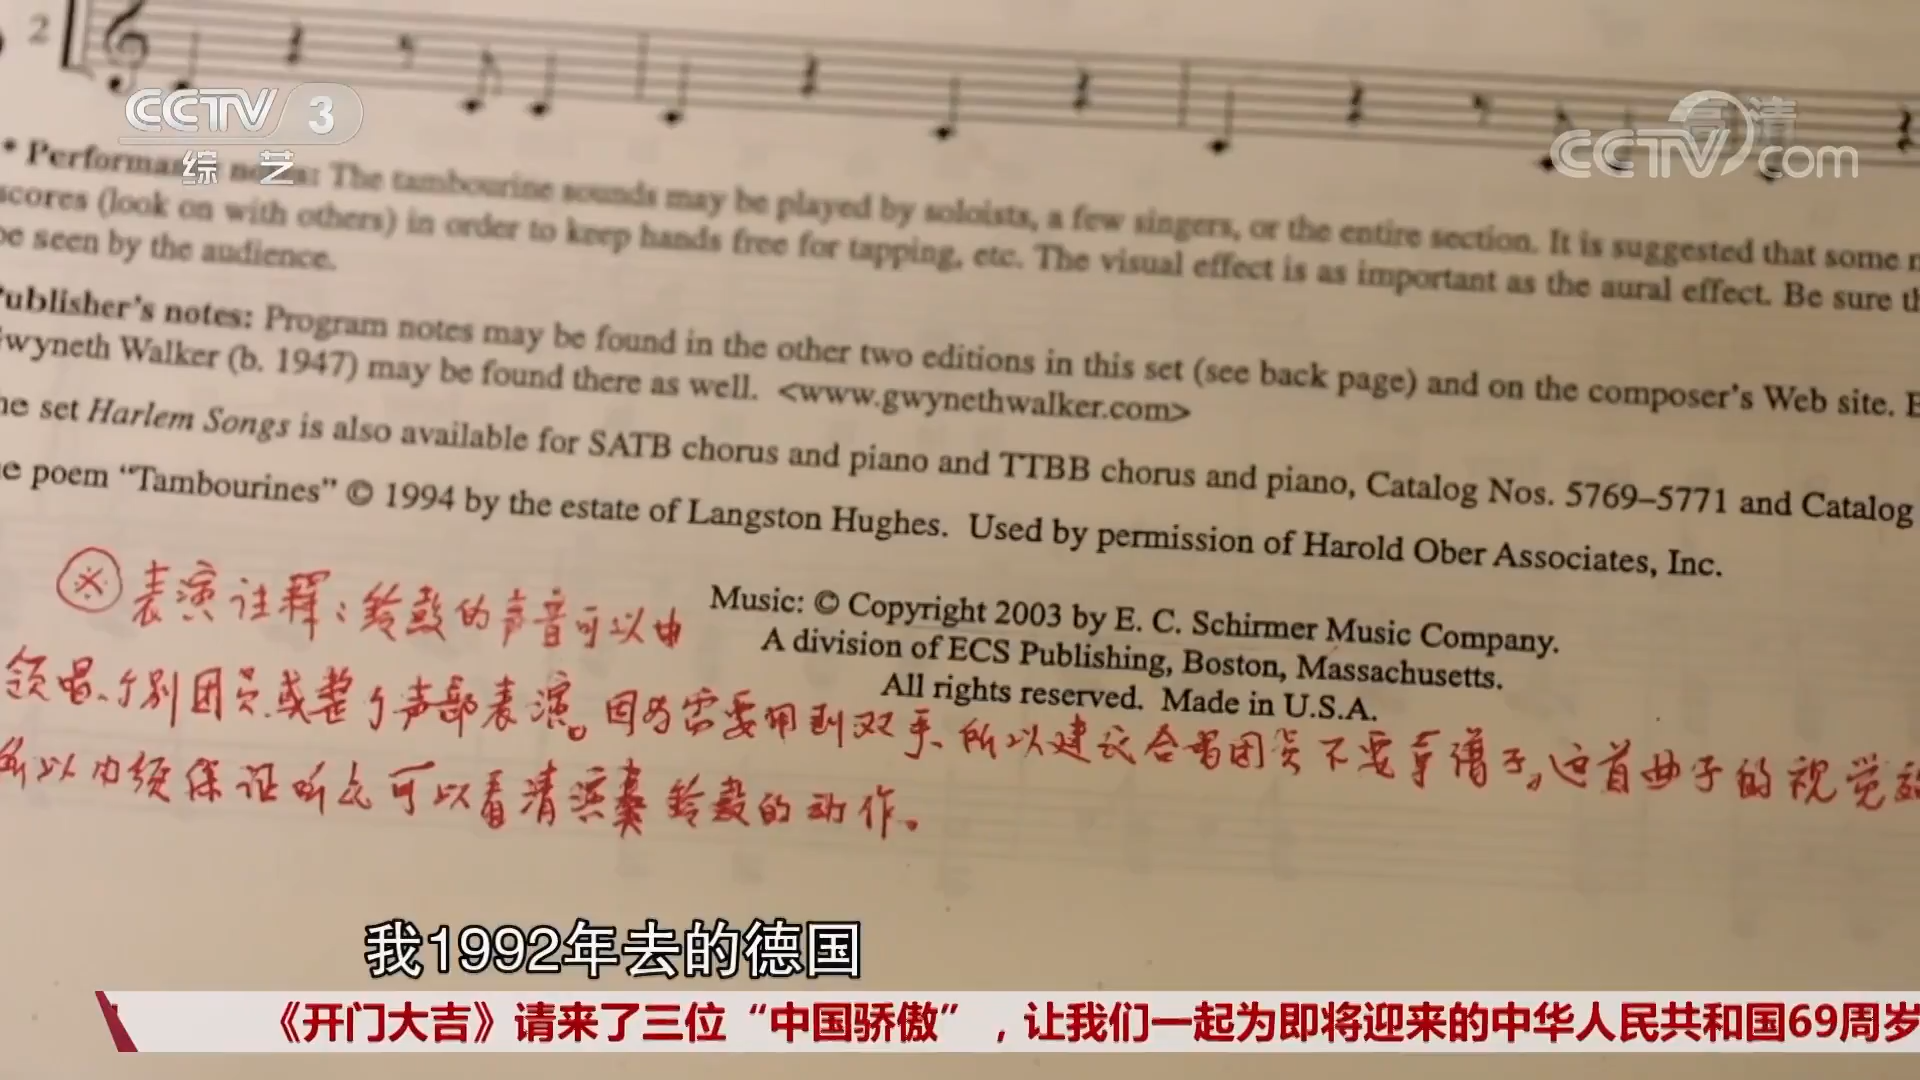 2
CCTV 3
综艺
高清
CCTV.com
* Performance notes: The tambourine sounds may be played by soloists, a few singers, or the entire section. It is suggested that some
scores (look on with others) in order to keep hands free for tapping, etc. The visual effect is as important as the aural effect. Be sure
be seen by the audience.
Publisher's notes: Program notes may be found in the other two editions in this set (see back page) and on the composer's Web site.
Gwyneth Walker (b. 1947) may be found there as well. <www.gwynethwalker.com>
he set Harlem Songs is also available for SATB chorus and piano and TTBB chorus and piano, Catalog Nos. 5769–5771 and Catalog
e poem “Tambourines” © 1994 by the estate of Langston Hughes. Used by permission of Harold Ober Associates, Inc.
Music: © Copyright 2003 by E. C. Schirmer Music Company.
A division of ECS Publishing, Boston, Massachusetts.
All rights reserved. Made in U.S.A.
※ 表演注释：铃鼓的声音可以由
领唱、个别团员或整个声部表演。因为需要用到双手、所以建议合唱团员不要拿谱子。这首曲子的视觉
所以必须保证听众可以看清演奏铃鼓的动作。
我1992年去的德国
《开门大吉》请来了三位“中国骄傲”，让我们一起为即将迎来的中华人民共和国69周岁